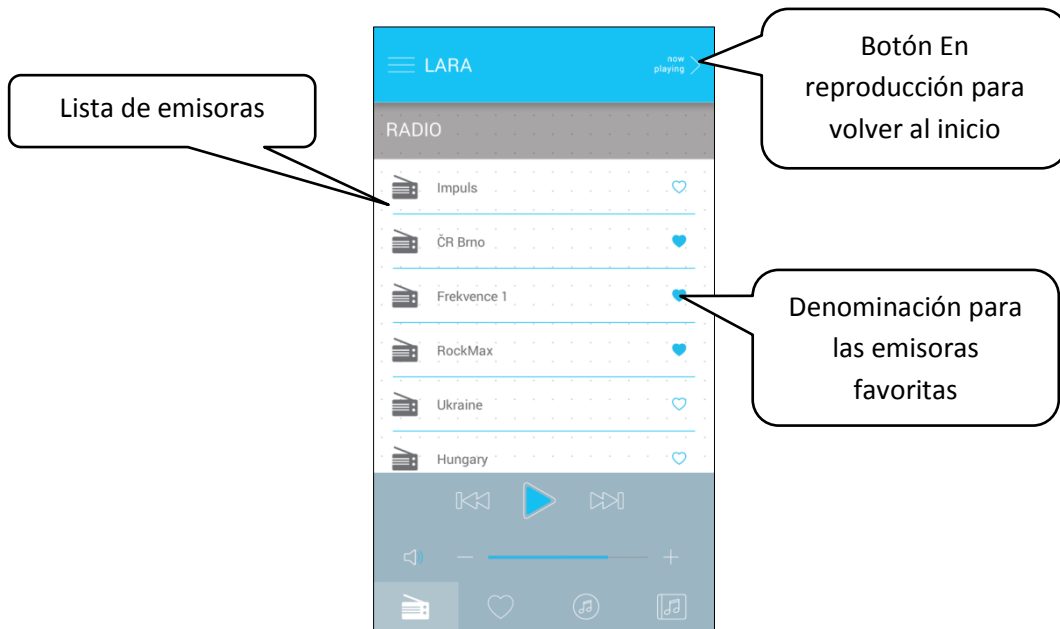 Lista de emisoras
LARA
now
playing
Botón En
reproducción para
volver al inicio
RADIO
Impuls
ČR Brno
Frekvence 1
RockMax
Ukraine
Hungary
Denominación para
las emisoras
favoritas